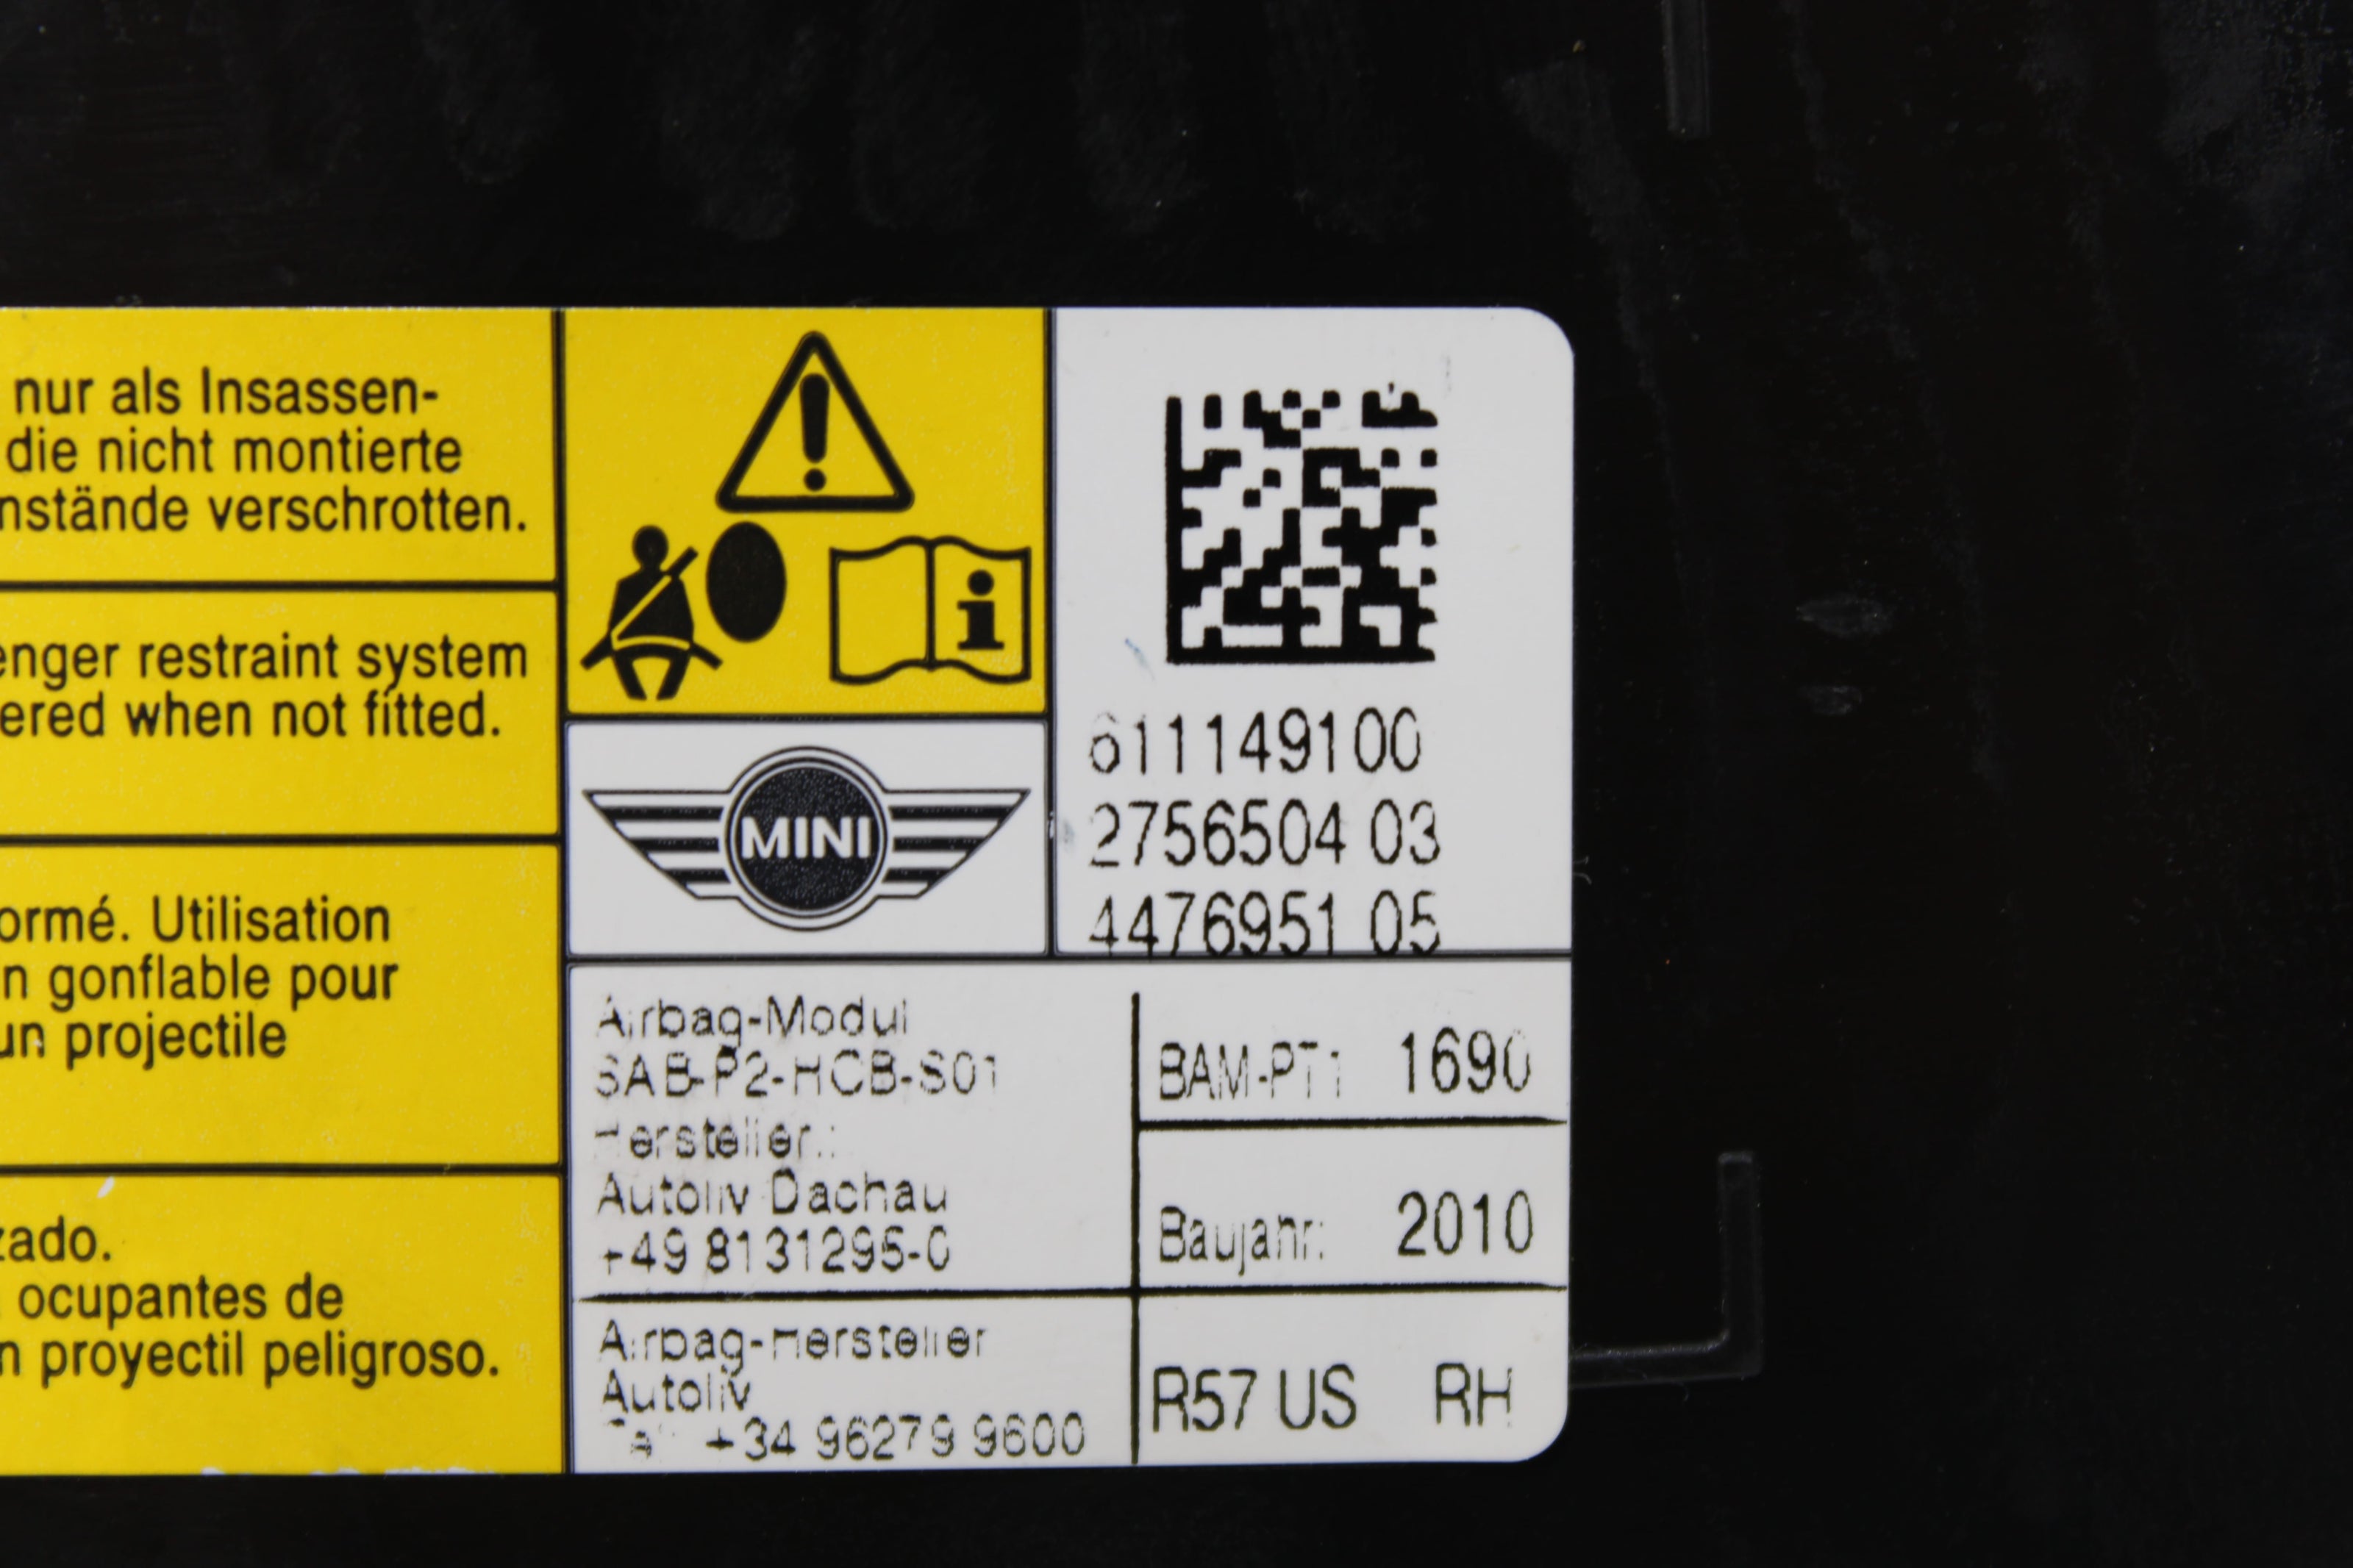 nur als Insassen-
die nicht montierte
nstände verschrotten.
enger restraint system
ered when not fitted.
ormé. Utilisation
n gonflable pour
un projectile
zado.
ocupantes de
n proyectil peligroso.
MINI
611149100
2756504 03
4476951 05
Airbag-Modul
SAB-P2-HCB-S01
Hersteller.:
Autoliv Dachau
+49 8131295-0
BAM-PT1 1690
Baujahr: 2010
Airbag-Hersteller
Autoliv
Tel: +34 96279 9600
R57 US RH